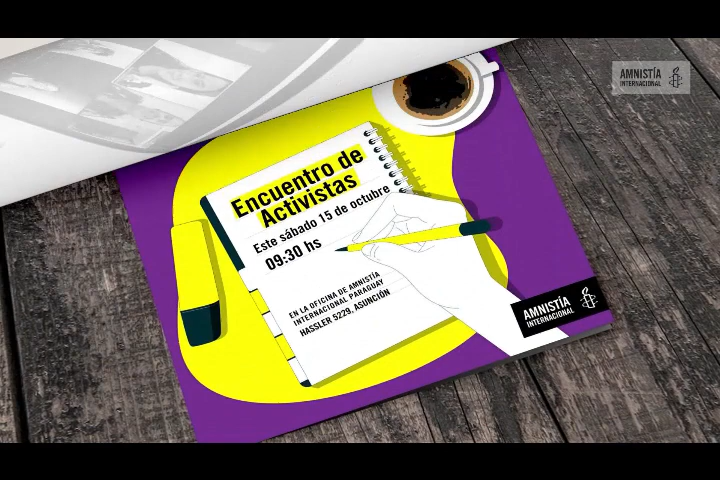 AMNISTÍA
INTERNACIONAL
Encuentro de
Activistas
Este sábado 15 de octubre
09:30 hs
EN LA OFICINA DE AMNISTÍA
INTERNACIONAL PARAGUAY
HASSLER 5229, ASUNCIÓN
AMNISTÍA
INTERNACIONAL